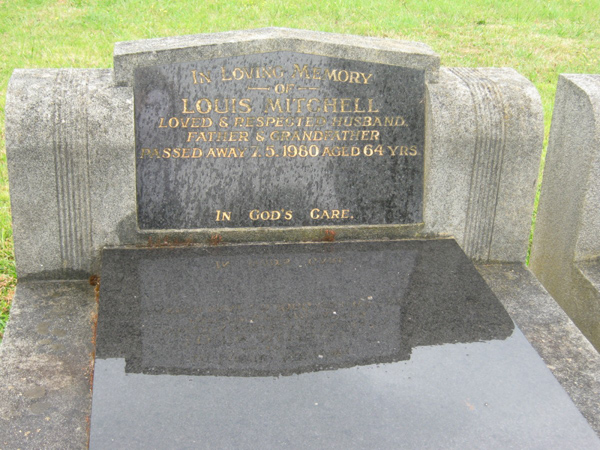 IN LOVING MEMORY
OF
LOUIS MITCHELL
LOVED & RESPECTED HUSBAND,
FATHER & GRANDFATHER
PASSED AWAY 7.5.1980 AGED 64 YRS.
IN GOD'S CARE.